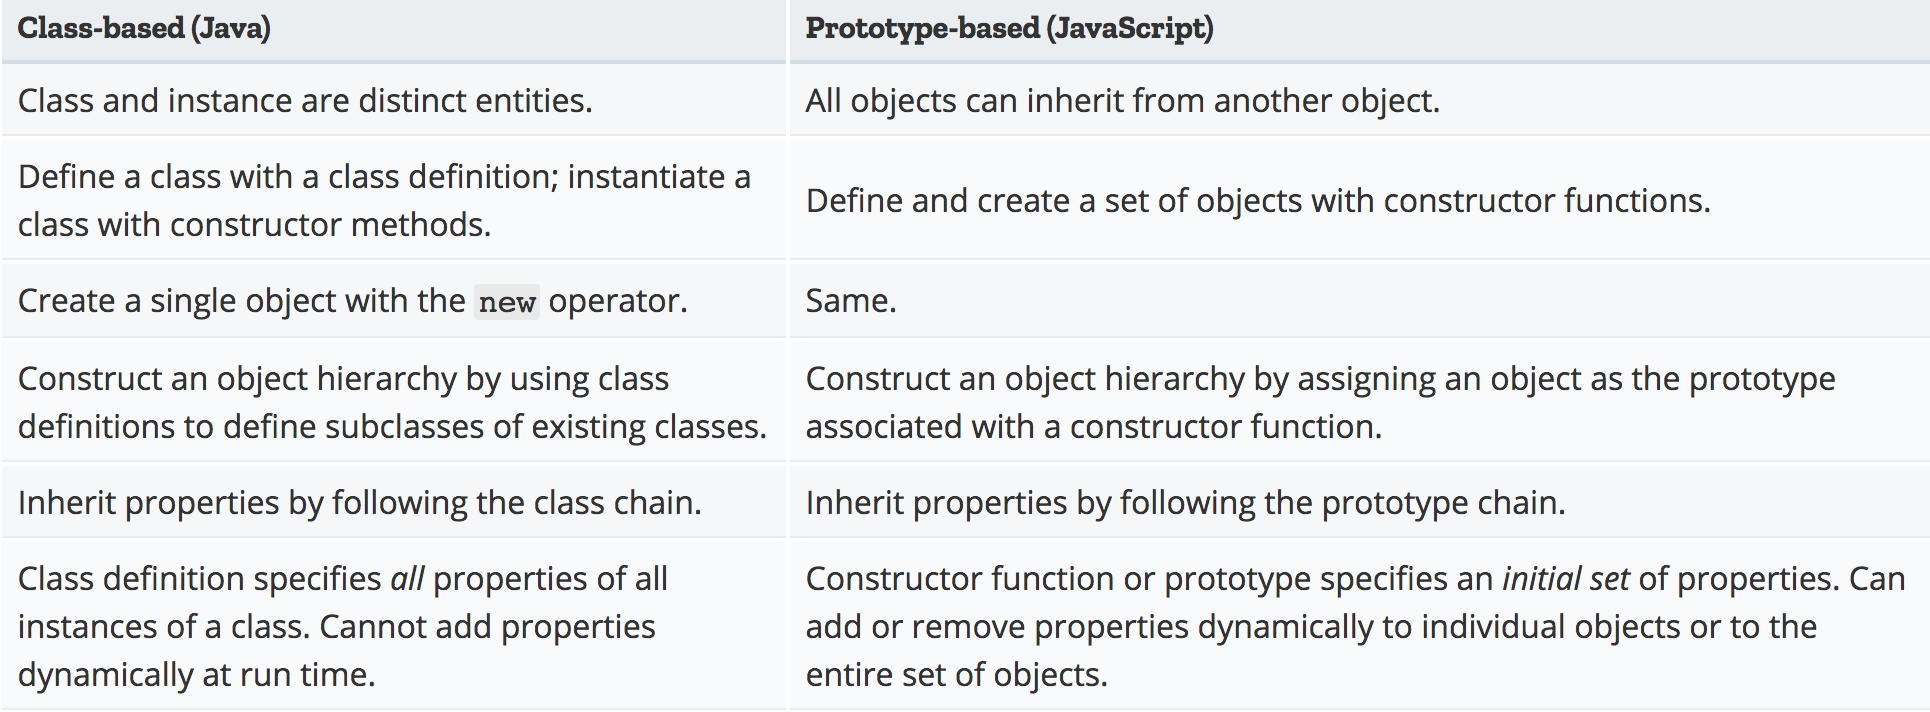 Class-based (Java)
Prototype-based (JavaScript)
Class and instance are distinct entities.
All objects can inherit from another object.
Define a class with a class definition; instantiate a
class with constructor methods.
Define and create a set of objects with constructor functions.
Create a single object with the new operator.
Same.
Construct an object hierarchy by using class
definitions to define subclasses of existing classes.
Construct an object hierarchy by assigning an object as the prototype
associated with a constructor function.
Inherit properties by following the class chain.
Inherit properties by following the prototype chain.
Class definition specifies all properties of all
instances of a class. Cannot add properties
dynamically at run time.
Constructor function or prototype specifies an initial set of properties. Can
add or remove properties dynamically to individual objects or to the
entire set of objects.